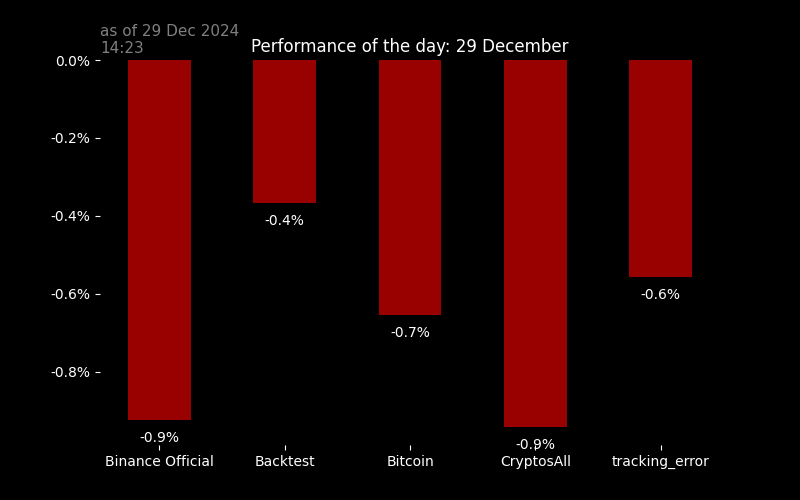 as of 29 Dec 2024
14:23
Performance of the day: 29 December
0.0%
-0.2%
-0.4%
-0.6%
-0.8%
-0.9%
-0.4%
-0.7%
-0.9%
-0.6%
Binance Official
Backtest
Bitcoin
CryptosAll
tracking_error